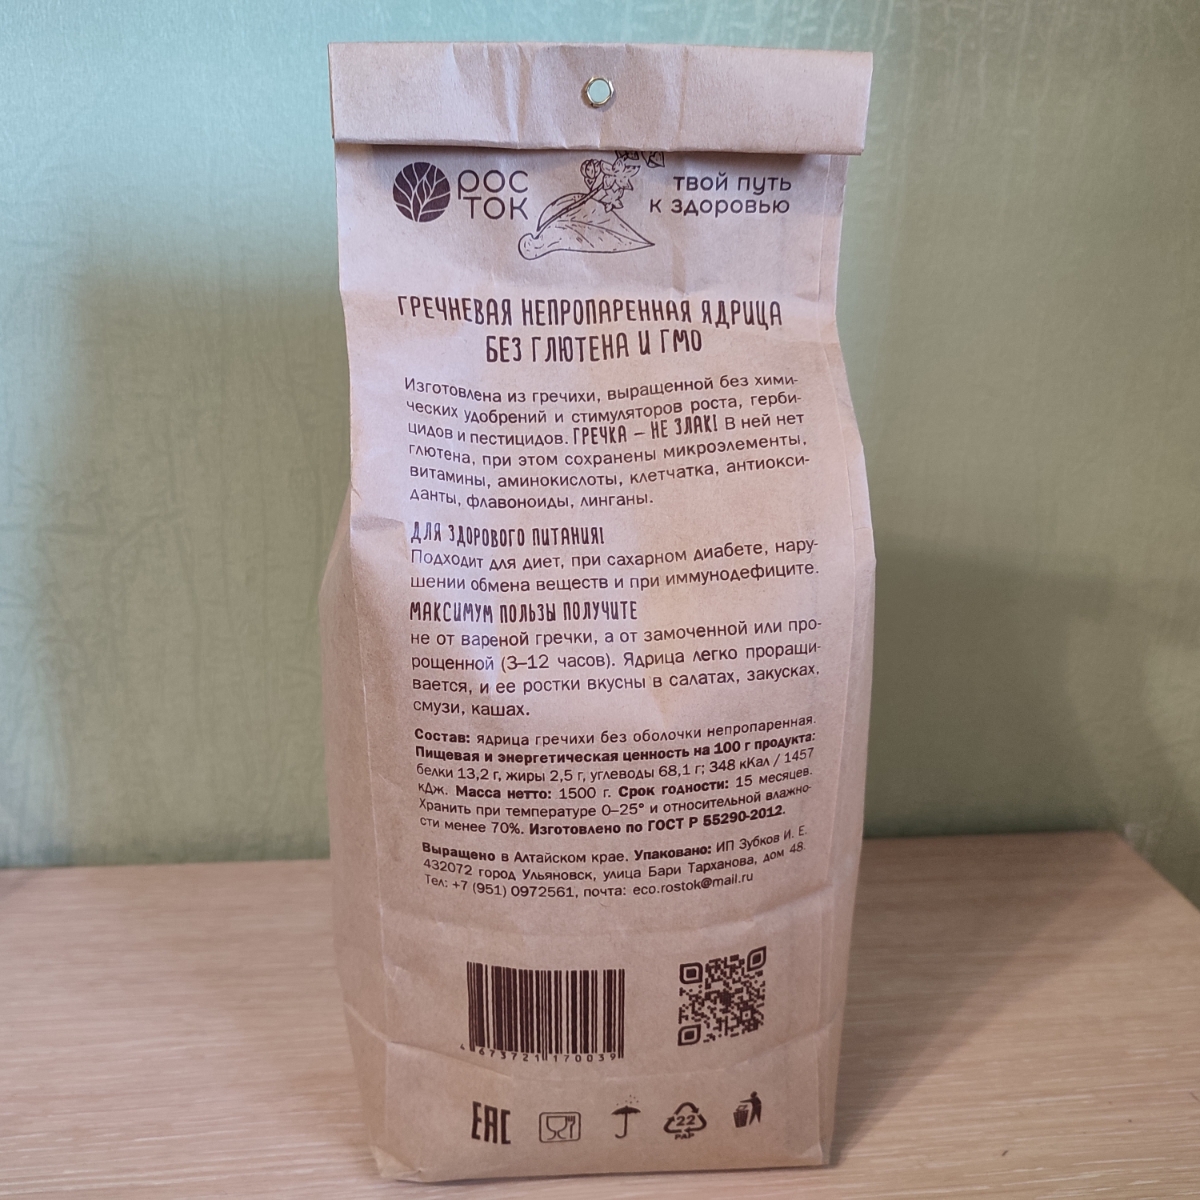 РОС
ТОК
ТВОЙ ПУТЬ
К ЗДОРОВЬЮ
ГРЕЧНЕВАЯ НЕПРОПАРЕННАЯ ЯДРИЦА
БЕЗ ГЛЮТЕНА И ГМО
Изготовлена из гречихи, выращенной без хими-
ческих удобрений и стимуляторов роста, герби-
цидов и пестицидов. ГРЕЧКА – НЕ ЗЛАК! В ней нет
глютена, при этом сохранены микроэлементы,
витамины, аминокислоты, клетчатка, антиокси-
данты, флавоноиды, линганы.
ДЛЯ ЗДОРОВОГО ПИТАНИЯ!
Подходит для диет, при сахарном диабете, нару-
шении обмена веществ и при иммунодефиците.
МАКСИМУМ ПОЛЬЗЫ ПОЛУЧИТЕ
не от вареной гречки, а от замоченной или про-
рощенной (3–12 часов). Ядрица легко проращи-
вается, и ее ростки вкусны в салатах, закусках,
смузи, кашах.
Состав: ядрица гречихи без оболочки непропаренная.
Пищевая и энергетическая ценность на 100 г продукта:
белки 13,2 г, жиры 2,5 г, углеводы 68,1 г; 348 кКал / 1457
кДж. Масса нетто: 1500 г. Срок годности: 15 месяцев.
Хранить при температуре 0–25° и относительной влажно-
сти менее 70%. Изготовлено по ГОСТ Р 55290-2012.
Выращено в Алтайском крае. Упаковано: ИП Зубков И. Е.
432072 город Ульяновск, улица Бари Тарханова, дом 48.
Тел: +7 (951) 0972561, почта: eco.rostok@mail.ru
4 673721 170039
EAC
22
PAP